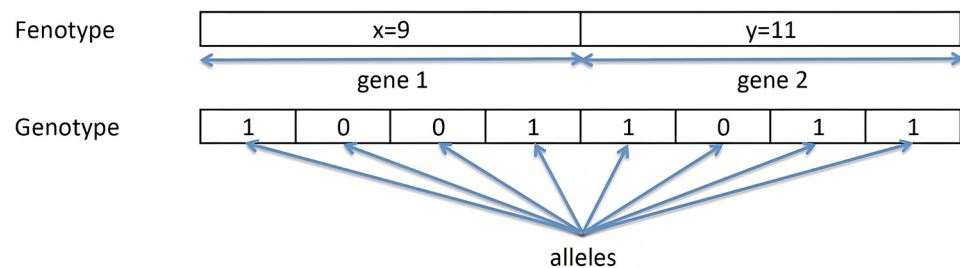 Fenotype x=9 y=11
gene 1 gene 2
Genotype 1 0 0 1 1 0 1 1
alleles